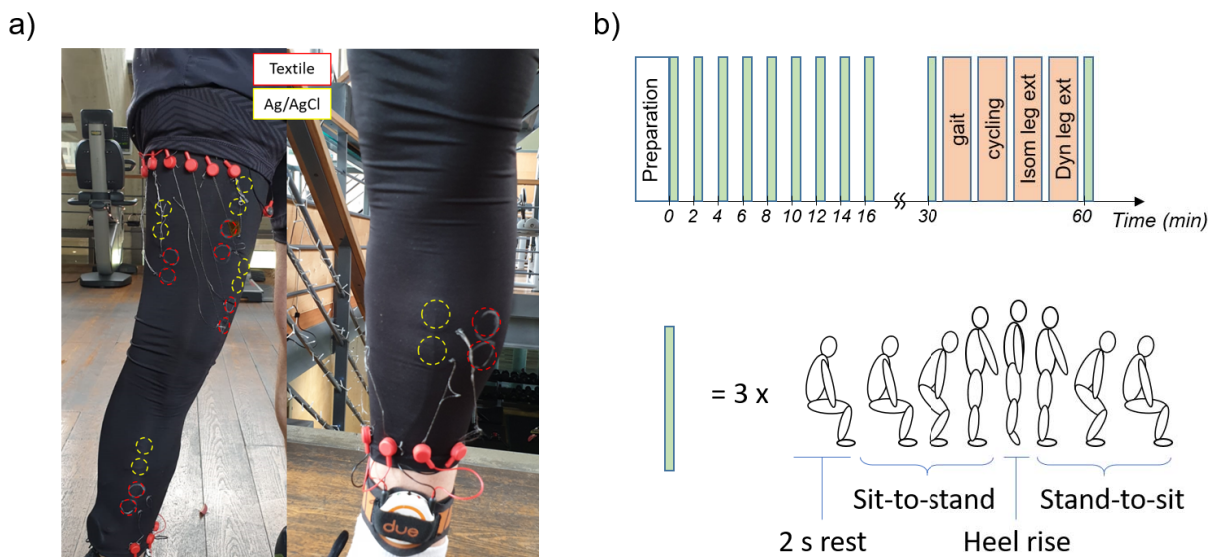 a)
Textile
Ag/AgCl
due
b)
Preparation
gait
cycling
Isom leg ext
Dyn leg ext
0 2 4 6 8 10 12 14 16 30 60
Time (min)
= 3 x
Sit-to-stand
Stand-to-sit
2 s rest
Heel rise